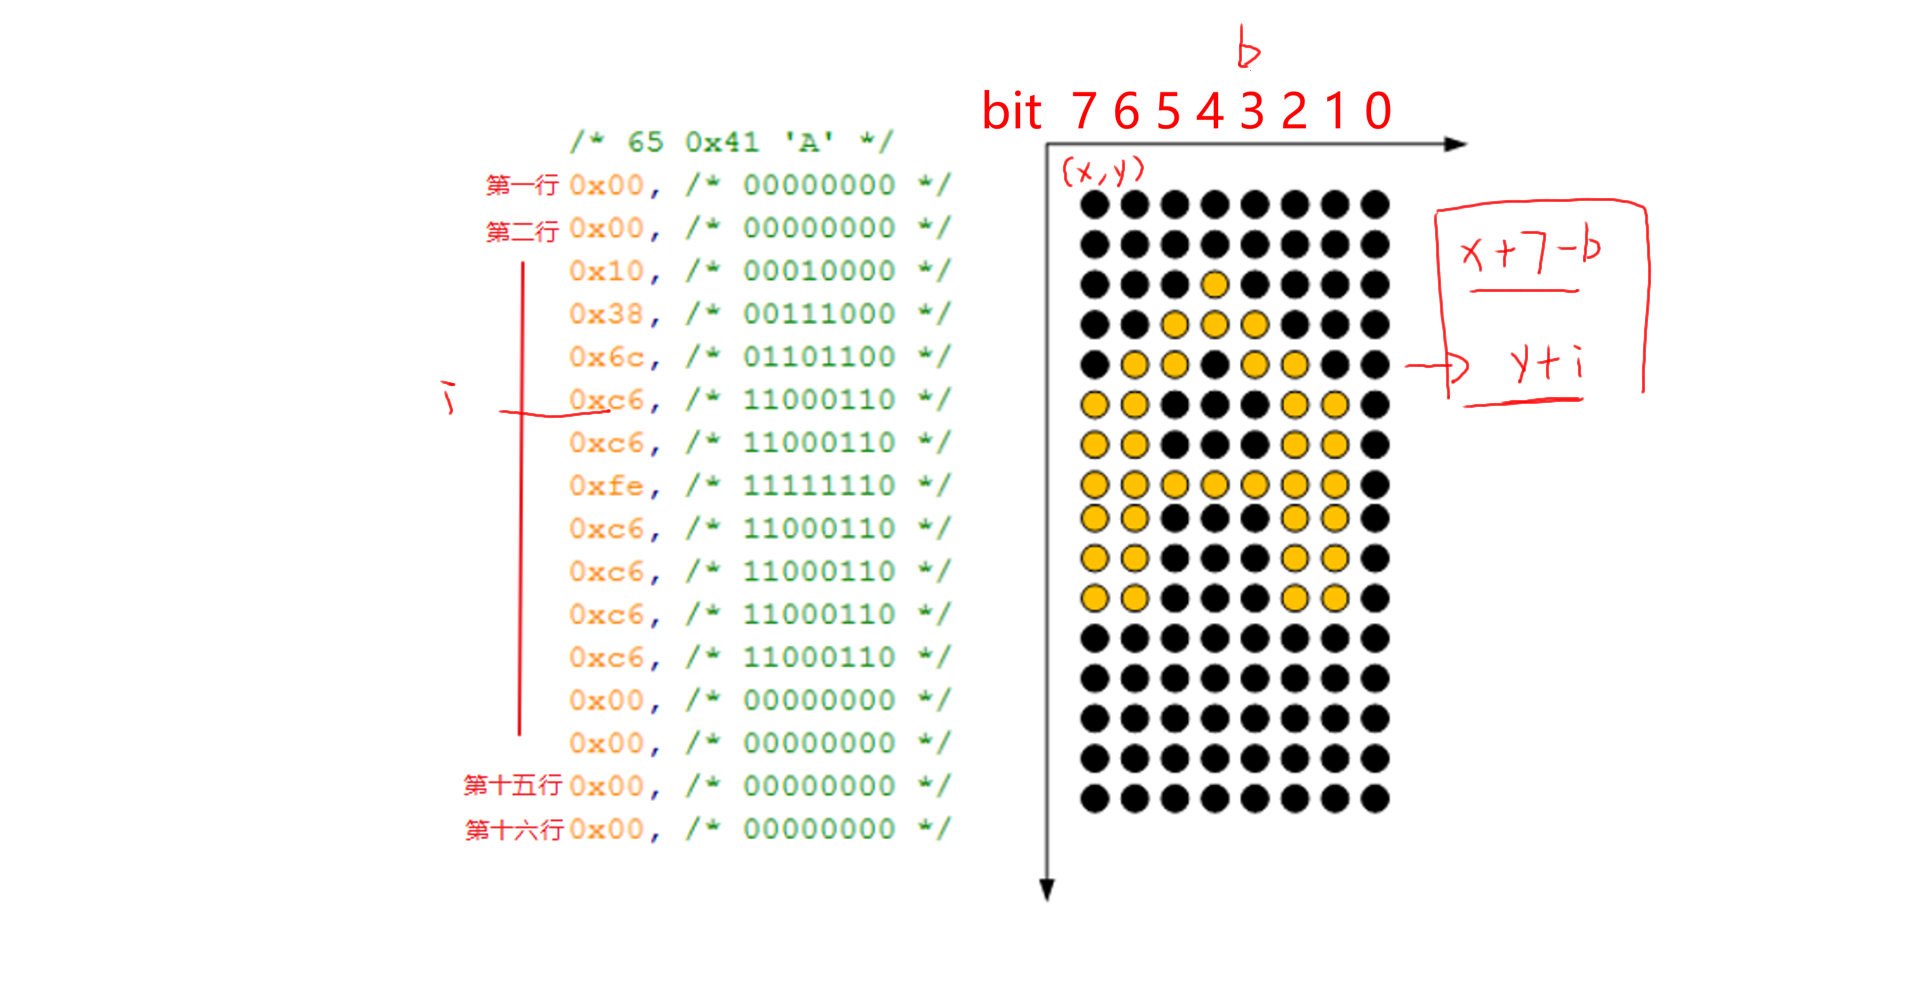 b
bit 7 6 5 4 3 2 1 0
/* 65 0x41 'A' */
(x,y)
第一行 0x00, /* 00000000 */
第二行 0x00, /* 00000000 */
0x10, /* 00010000 */
0x38, /* 00111000 */
0x6c, /* 01101100 */
i 0xc6, /* 11000110 */
0xc6, /* 11000110 */
0xfe, /* 11111110 */
0xc6, /* 11000110 */
0xc6, /* 11000110 */
0xc6, /* 11000110 */
0xc6, /* 11000110 */
0x00, /* 00000000 */
0x00, /* 00000000 */
第十五行 0x00, /* 00000000 */
第十六行 0x00, /* 00000000 */
x+7-b
y+i